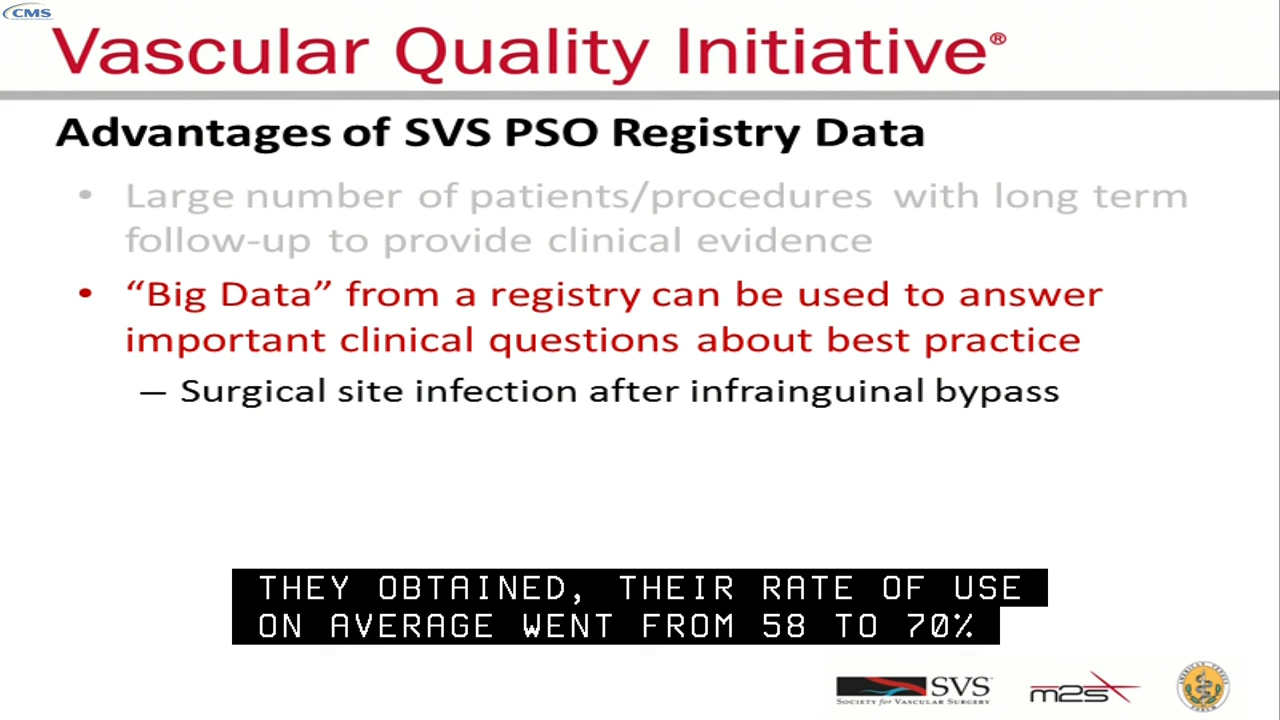 CMS
Vascular Quality Initiative®
Advantages of SVS PSO Registry Data
• Large number of patients/procedures with long term
follow-up to provide clinical evidence
• “Big Data” from a registry can be used to answer
important clinical questions about best practice
— Surgical site infection after infrainguinal bypass
THEY OBTAINED, THEIR RATE OF USE
ON AVERAGE WENT FROM 58 TO 70%
SVS
SOCIETY for VASCULAR SURGERY
m2s